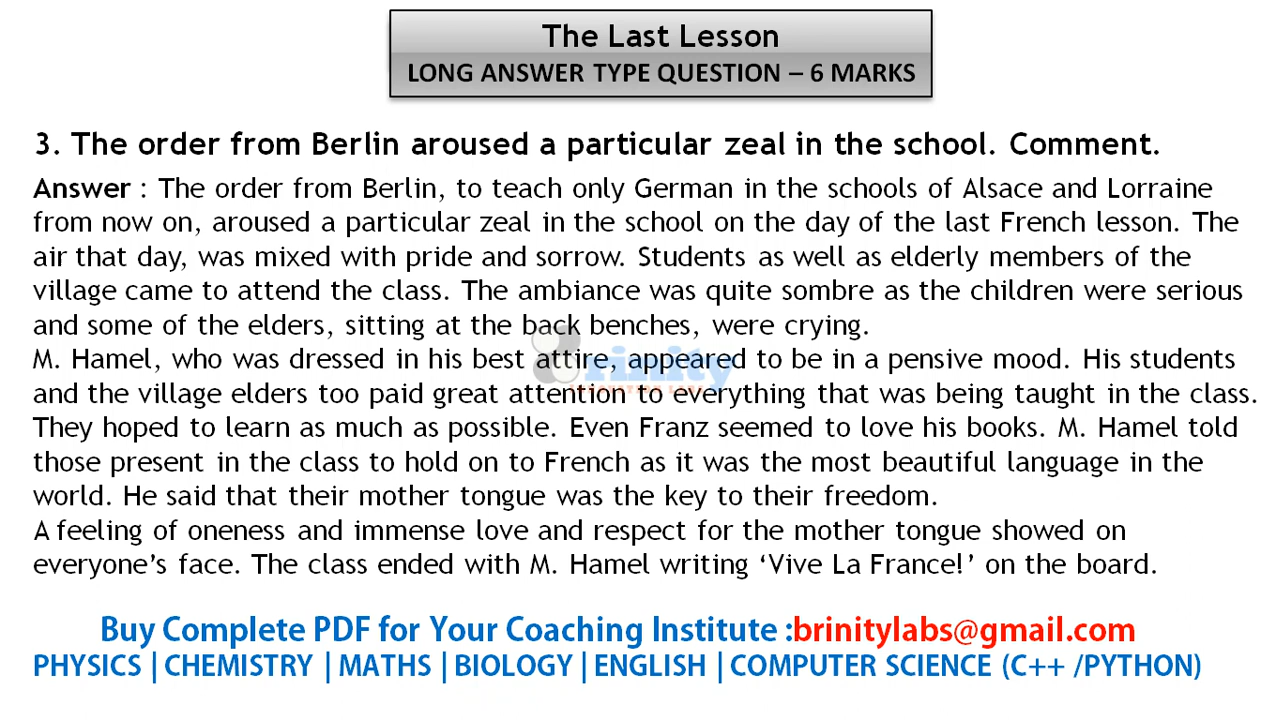 The Last Lesson
LONG ANSWER TYPE QUESTION – 6 MARKS
3. The order from Berlin aroused a particular zeal in the school. Comment.
Answer : The order from Berlin, to teach only German in the schools of Alsace and Lorraine
from now on, aroused a particular zeal in the school on the day of the last French lesson. The
air that day, was mixed with pride and sorrow. Students as well as elderly members of the
village came to attend the class. The ambiance was quite sombre as the children were serious
and some of the elders, sitting at the back benches, were crying.
M. Hamel, who was dressed in his best attire, appeared to be in a pensive mood. His students
and the village elders too paid great attention to everything that was being taught in the class.
They hoped to learn as much as possible. Even Franz seemed to love his books. M. Hamel told
those present in the class to hold on to French as it was the most beautiful language in the
world. He said that their mother tongue was the key to their freedom.
A feeling of oneness and immense love and respect for the mother tongue showed on
everyone’s face. The class ended with M. Hamel writing ‘Vive La France!’ on the board.
Buy Complete PDF for Your Coaching Institute :brinitylabs@gmail.com
PHYSICS | CHEMISTRY | MATHS | BIOLOGY | ENGLISH | COMPUTER SCIENCE (C++ /PYTHON)